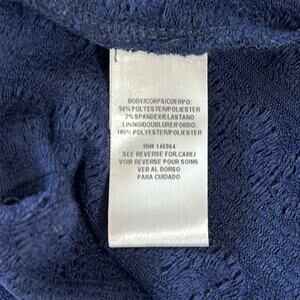 BODY/CORPS/CUERPO:
98% POLYESTER/POLIESTER
2% SPANDEX/ELASTANO
LINING/DOUBLURE/FORRO
100% POLYESTER/POLIESTER
RN# 144964
SEE REVERSE FOR CARE/
VOIR REVERSE POUR SOINS
VER AL DORSO
PARA CUIDADO